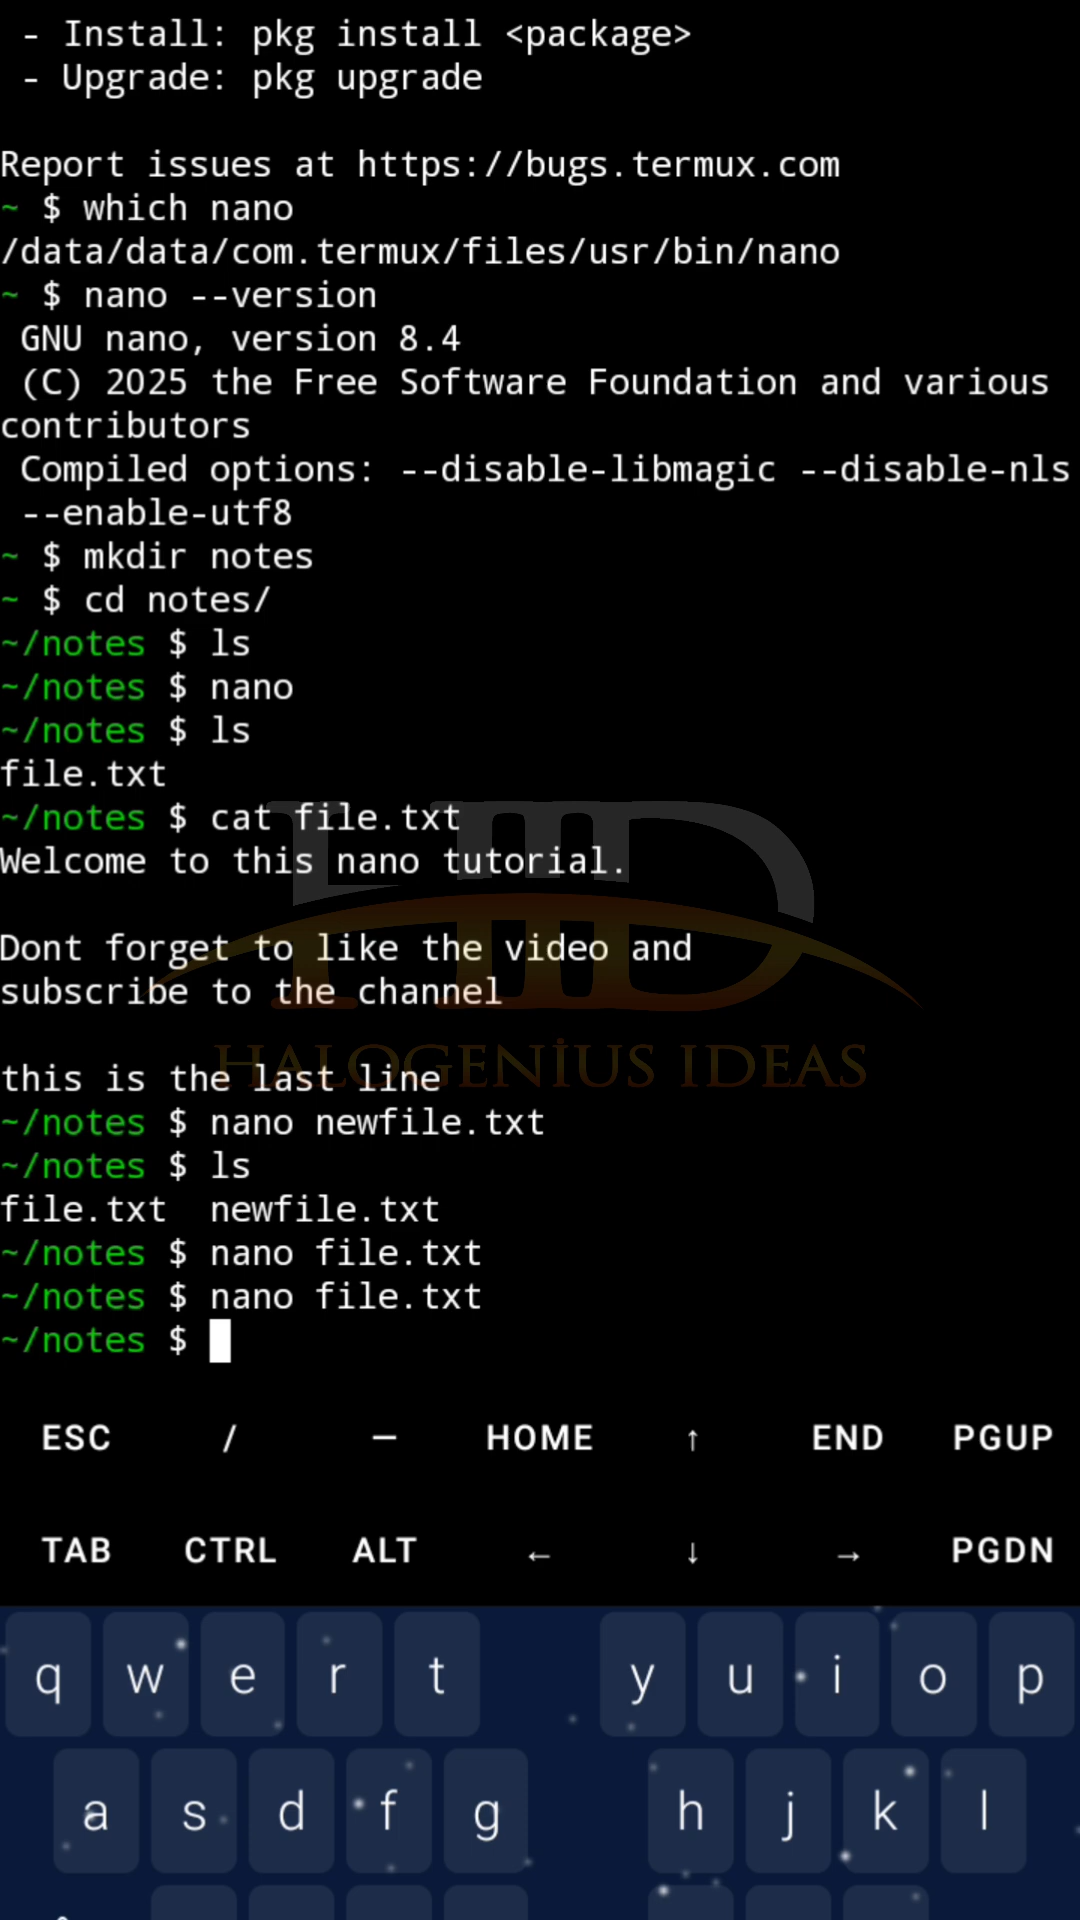 - Install: pkg install <package>
- Upgrade: pkg upgrade
Report issues at https://bugs.termux.com
~ $ which nano
/data/data/com.termux/files/usr/bin/nano
~ $ nano --version
GNU nano, version 8.4
(C) 2025 the Free Software Foundation and various
contributors
Compiled options: --disable-libmagic --disable-nls
--enable-utf8
~ $ mkdir notes
~ $ cd notes/
~/notes $ ls
~/notes $ nano
~/notes $ ls
file.txt
~/notes $ cat file.txt
Welcome to this nano tutorial.
Dont forget to like the video and
subscribe to the channel
HALOGENİUS IDEAS
this is the last line
~/notes $ nano newfile.txt
~/notes $ ls
file.txt  newfile.txt
~/notes $ nano file.txt
~/notes $ nano file.txt
~/notes $
ESC / — HOME ↑ END PGUP
TAB CTRL ALT ← ↓ → PGDN
q w e r t y u i o p
a s d f g h j k l